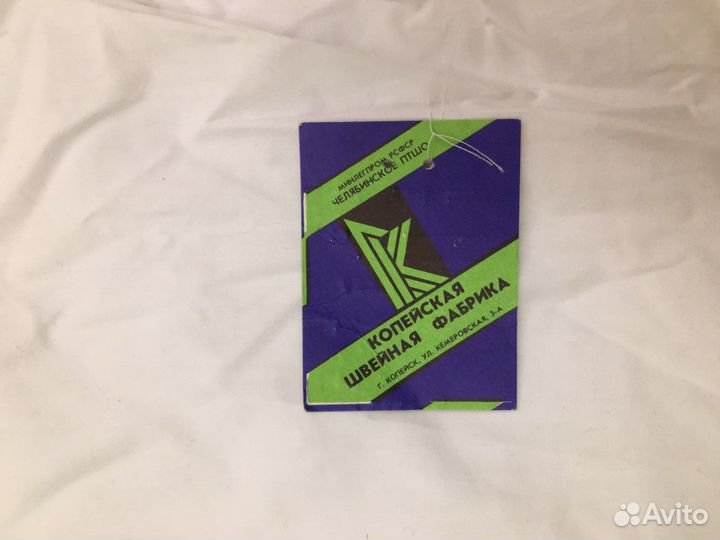 МИНЛЕГПРОМ РСФСР
ЧЕЛЯБИНСКОЕ ПТШО
КОПЕЙСКАЯ
ШВЕЙНАЯ ФАБРИКА
Г. КОПЕЙСК, УЛ. КЕМЕРОВСКАЯ, 3-А
Avito